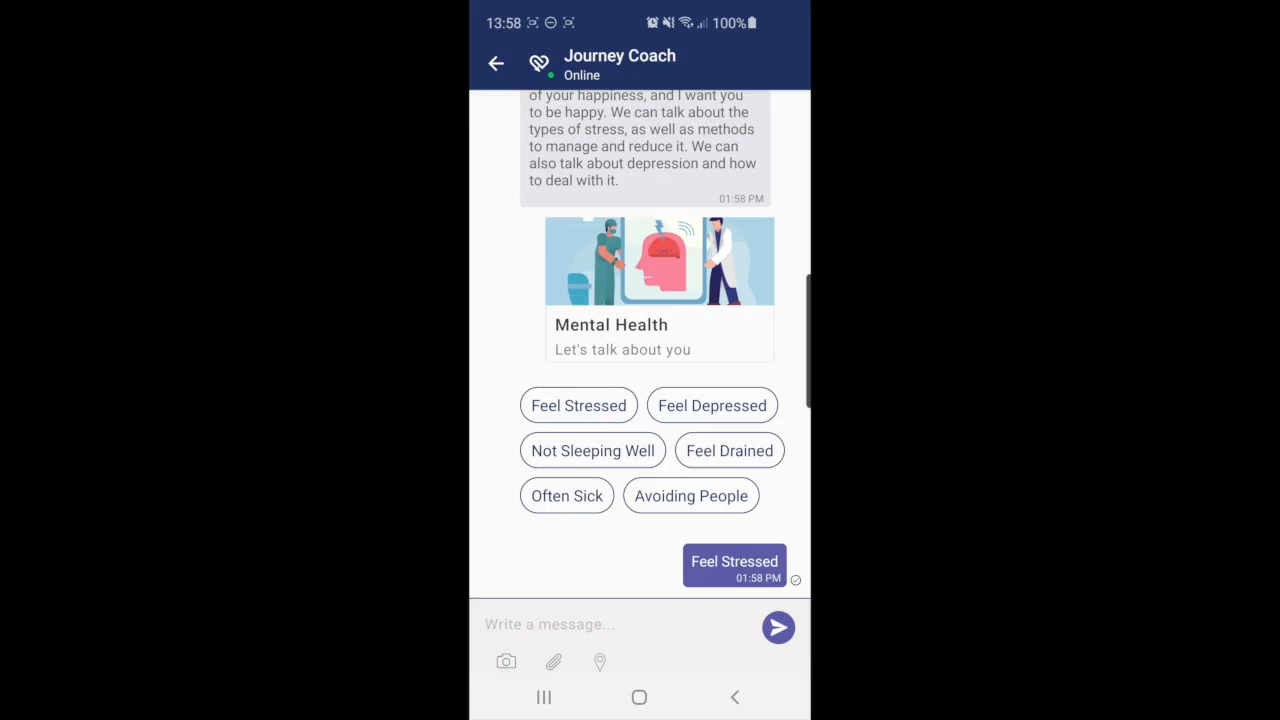 13:58 100%
Journey Coach
Online
of your happiness, and I want you
to be happy. We can talk about the
types of stress, as well as methods
to manage and reduce it. We can
also talk about depression and how
to deal with it.
01:58 PM
Mental Health
Let's talk about you
Feel Stressed Feel Depressed
Not Sleeping Well Feel Drained
Often Sick Avoiding People
Feel Stressed
01:58 PM
Write a message...